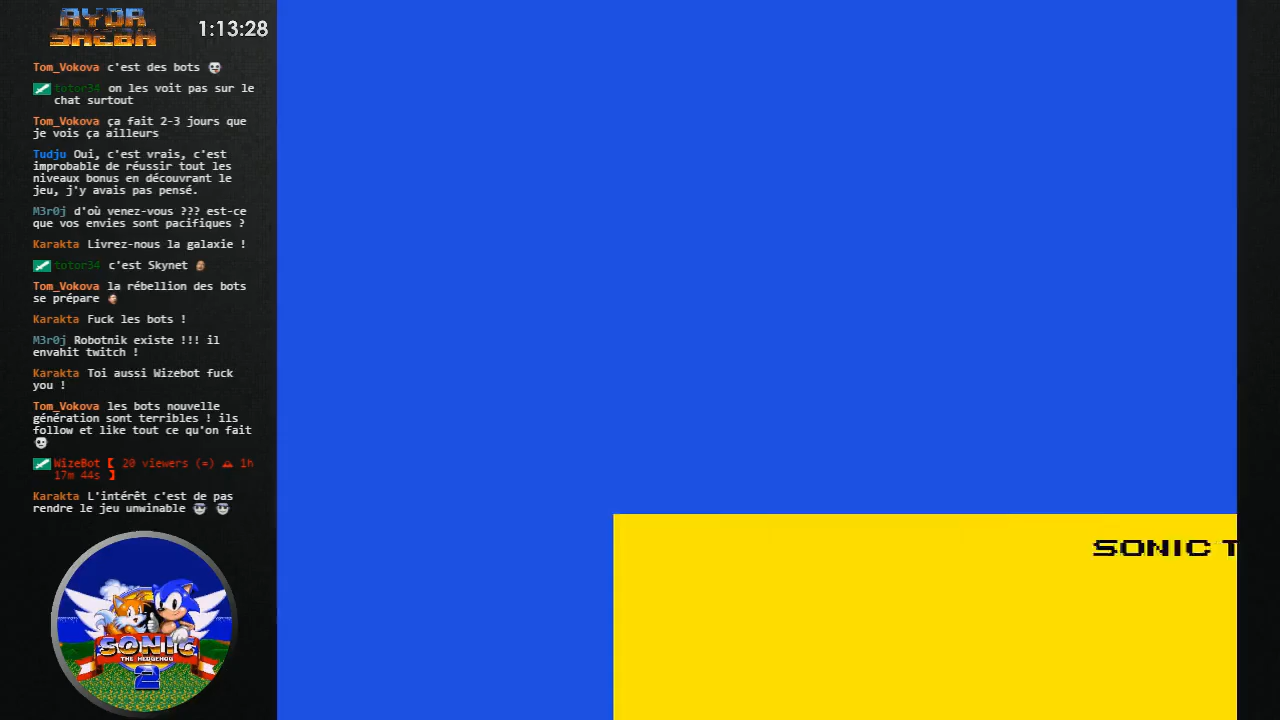 RYDA
SAEBA
1:13:28
Tom_Vokova c'est des bots
totor34 on les voit pas sur le
chat surtout
Tom_Vokova ça fait 2-3 jours que
je vois ça ailleurs
Tudju Oui, c'est vrais, c'est
improbable de réussir tout les
niveaux bonus en découvrant le
jeu, j'y avais pas pensé.
M3r0j d'où venez-vous ??? est-ce
que vos envies sont pacifiques ?
Karakta Livrez-nous la galaxie !
totor34 c'est Skynet
Tom_Vokova la rébellion des bots
se prépare
Karakta Fuck les bots !
M3r0j Robotnik existe !!! il
envahit twitch !
Karakta Toi aussi Wizebot fuck
you !
Tom_Vokova les bots nouvelle
génération sont terribles ! ils
follow et like tout ce qu'on fait
WizeBot [ 20 viewers (=) 1h
17m 44s ]
Karakta L'intérêt c'est de pas
rendre le jeu unwinable
SONIC T
SONIC
THE HEDGEHOG
2